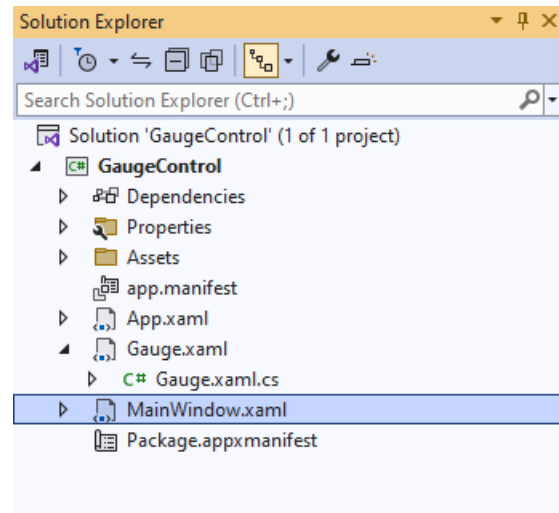 Solution Explorer
Search Solution Explorer (Ctrl+;)
Solution 'GaugeControl' (1 of 1 project)
C# GaugeControl
Dependencies
Properties
Assets
app.manifest
App.xaml
Gauge.xaml
C# Gauge.xaml.cs
MainWindow.xaml
Package.appxmanifest